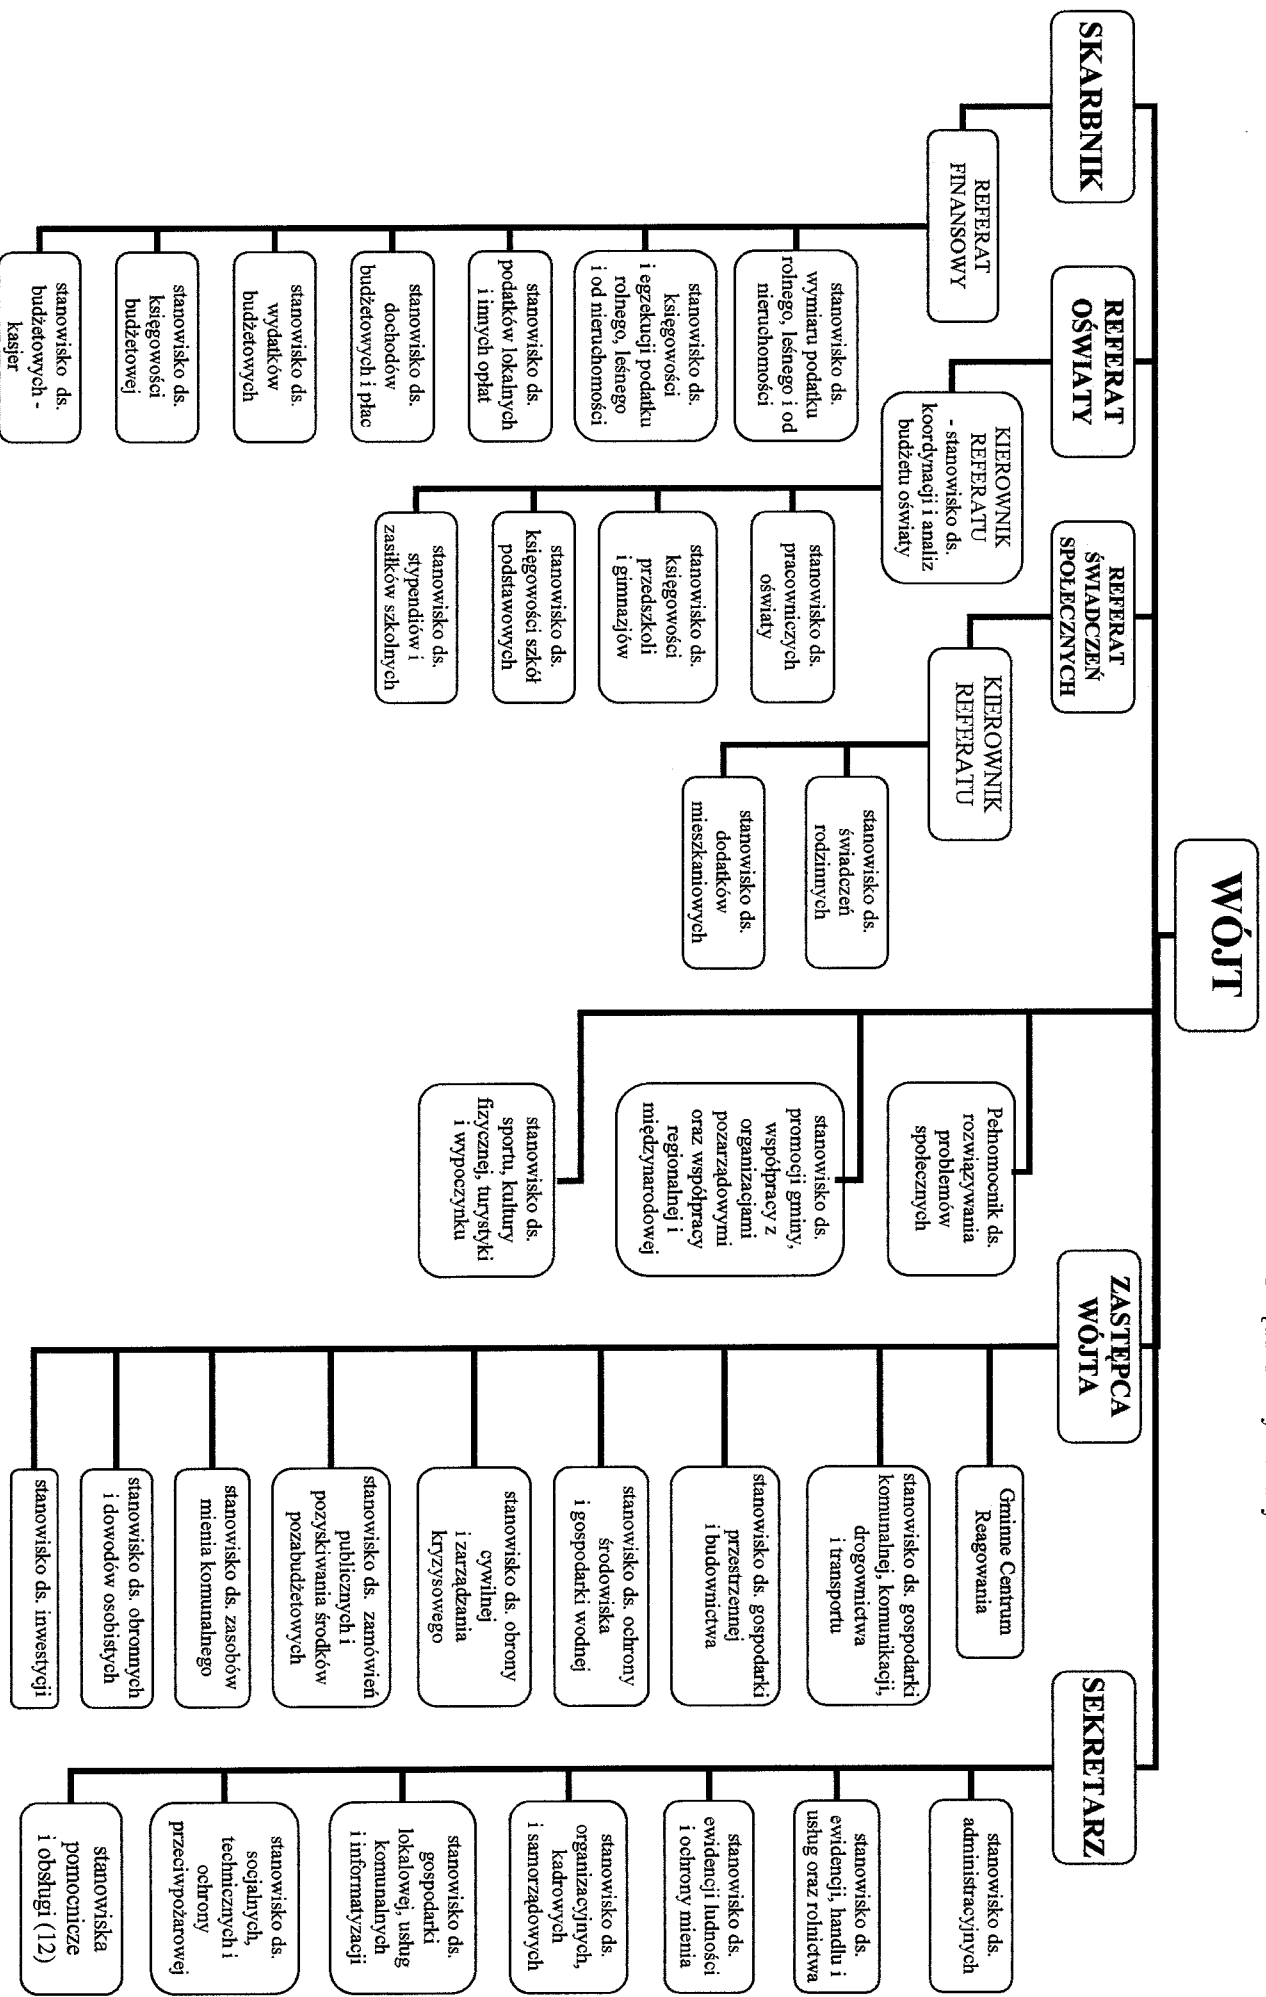 WÓJT
SKARBNIK
REFERAT
FINANSOWY
stanowisko ds.
wymiaru podatku
rolnego, leśnego i od
nieruchomości
stanowisko ds.
księgowości
i egzekucji podatku
rolnego, leśnego
i od nieruchomości
stanowisko ds.
podatków lokalnych
i innych opłat
stanowisko ds.
dochodów
budżetowych i płac
stanowisko ds.
wydatków
budżetowych
stanowisko ds.
księgowości
budżetowej
stanowisko ds.
budżetowych -
kasjer
REFERAT
OŚWIATY
KIEROWNIK
REFERATU
- stanowisko ds.
koordynacji i analiz
budżetu oświaty
stanowisko ds.
pracowniczych
oświaty
stanowisko ds.
księgowości
przedszkoli
i gimnazjów
stanowisko ds.
księgowości szkół
podstawowych
stanowisko ds.
stypendiów i
zasiłków szkolnych
REFERAT
ŚWIADCZEŃ
SPOŁECZNYCH
KIEROWNIK
REFERATU
stanowisko ds.
świadczeń
rodzinnych
stanowisko ds.
dodatków
mieszkaniowych
Pełnomocnik ds.
rozwiązywania
problemów
społecznych
stanowisko ds.
promocji gminy,
współpracy z
organizacjami
pozarządowymi
oraz współpracy
regionalnej i
międzynarodowej
stanowisko ds.
sportu, kultury
fizycznej, turystyki
i wypoczynku
ZASTĘPCA
WÓJTA
Gminne Centrum
Reagowania
stanowisko ds. gospodarki
komunalnej, komunikacji,
drogownictwa
i transportu
stanowisko ds. gospodarki
przestrzennej
i budownictwa
stanowisko ds. ochrony
środowiska
i gospodarki wodnej
stanowisko ds. obrony
cywilnej
i zarządzania
kryzysowego
stanowisko ds. zamówień
publicznych i
pozyskiwania środków
pozabudżetowych
stanowisko ds. zasobów
mienia komunalnego
stanowisko ds. obronnych
i dowodów osobistych
stanowisko ds. inwestycji
SEKRETARZ
stanowisko ds.
administracyjnych
stanowisko ds.
ewidencji, handlu i
usług oraz rolnictwa
stanowisko ds.
ewidencji ludności
i ochrony mienia
stanowisko ds.
organizacyjnych,
kadrowych
i samorządowych
stanowisko ds.
gospodarki
lokalowej, usług
komunalnych
i informatyzacji
stanowisko ds.
socjalnych,
technicznych i
ochrony
przeciwpożarowej
stanowiska
pomocnicze
i obsługi (12)